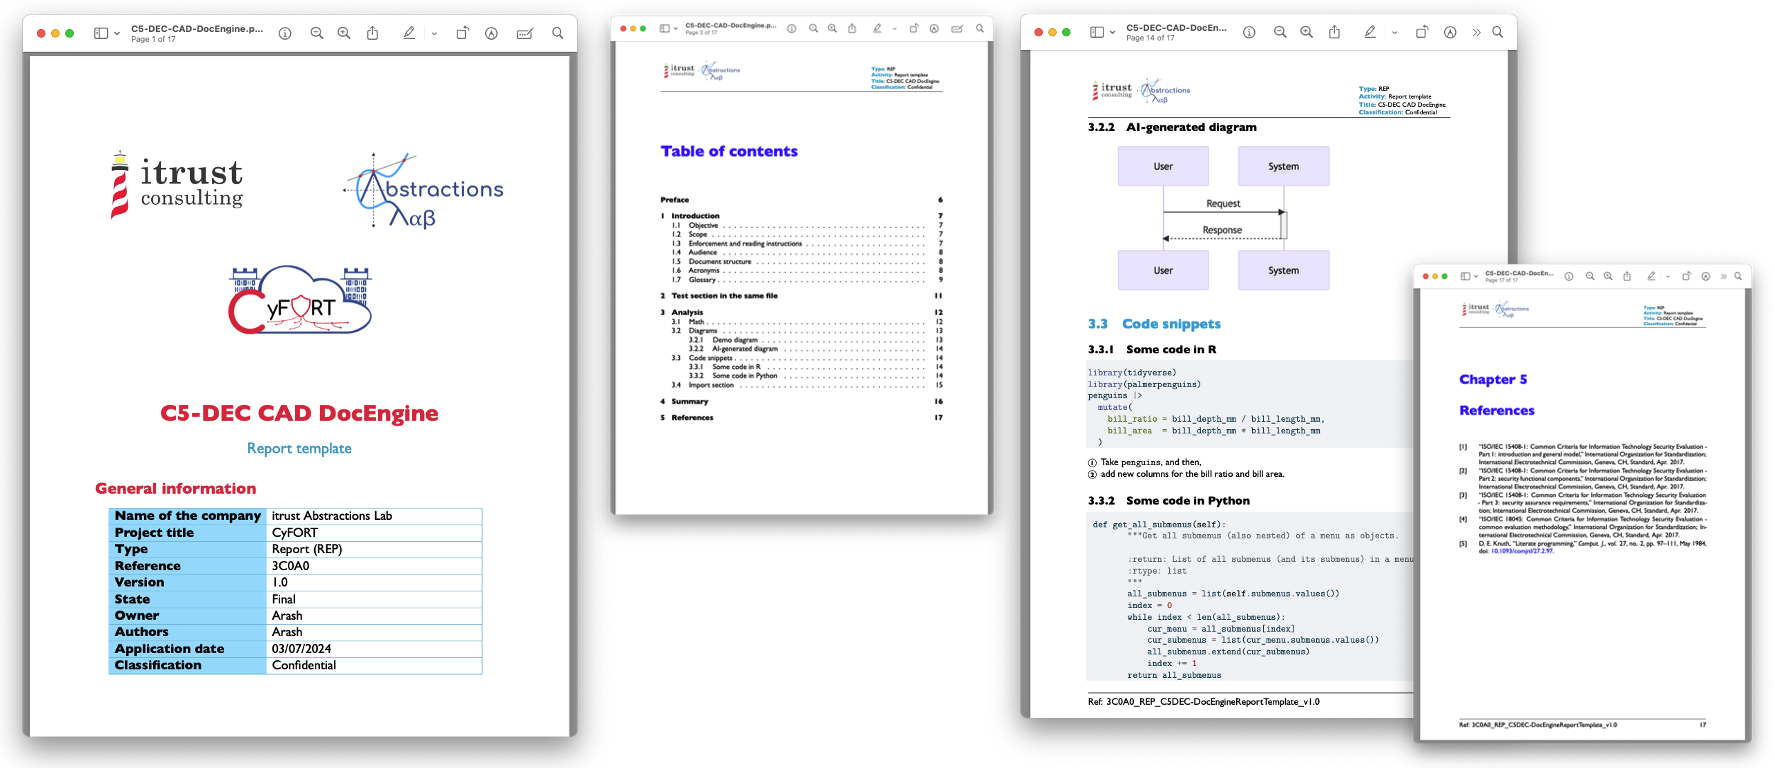 C5-DEC-CAD-DocEngine.p...
Page 1 of 17
itrust
consulting
Abstractions
λαβ
CyFORT
C5-DEC CAD DocEngine
Report template
General information
Name of the company itrust Abstractions Lab
Project title CyFORT
Type Report (REP)
Reference 3C0A0
Version 1.0
State Final
Owner Arash
Authors Arash
Application date 03/07/2024
Classification Confidential
C5-DEC-CAD-DocEngine.p...
Page 3 of 17
itrust
consulting
Abstractions
λαβ
Type: REP
Activity: Report template
Title: C5-DEC CAD DocEngine
Classification: Confidential
Table of contents
Preface 6
1 Introduction 7
1.1 Objective 7
1.2 Scope 7
1.3 Enforcement and reading instructions 7
1.4 Audience 8
1.5 Document structure 8
1.6 Acronyms 8
1.7 Glossary 9
2 Test section in the same file 11
3 Analysis 12
3.1 Math 12
3.2 Diagrams 13
3.2.1 Demo diagram 13
3.2.2 AI-generated diagram 14
3.3 Code snippets 14
3.3.1 Some code in R 14
3.3.2 Some code in Python 14
3.4 Import section 15
4 Summary 16
5 References 17
C5-DEC-CAD-DocEn...
Page 14 of 17
itrust
consulting
Abstractions
λαβ
Type: REP
Activity: Report template
Title: C5-DEC CAD DocEngine
Classification: Confidential
3.2.2 AI-generated diagram
User System
Request
Response
User System
3.3 Code snippets
3.3.1 Some code in R
library(tidyverse)
library(palmerpenguins)
penguins |>
mutate(
bill_ratio = bill_depth_mm / bill_length_mm,
bill_area = bill_depth_mm * bill_length_mm
)
① Take penguins, and then,
② add new columns for the bill ratio and bill area.
3.3.2 Some code in Python
def get_all_submenus(self):
"""Get all submenus (also nested) of a menu as objects.
:return: List of all submenus (and its submenus) in a menu
:rtype: list
"""
all_submenus = list(self.submenus.values())
index = 0
while index < len(all_submenus):
cur_menu = all_submenus[index]
cur_submenus = list(cur_menu.submenus.values())
all_submenus.extend(cur_submenus)
index += 1
return all_submenus
Ref: 3C0A0_REP_C5DEC-DocEngineReportTemplate_v1.0
C5-DEC-CAD-DocEn...
Page 17 of 17
itrust
consulting
Abstractions
λαβ
Type: REP
Activity: Report template
Title: C5-DEC CAD DocEngine
Classification: Confidential
Chapter 5
References
[1] "ISO/IEC 15408-1: Common Criteria for Information Technology Security Evaluation -
Part 1: introduction and general model," International Organization for Standardization;
International Electrotechnical Commission, Geneva, CH, Standard, Apr. 2017.
[2] "ISO/IEC 15408-1: Common Criteria for Information Technology Security Evaluation -
Part 2: security functional components," International Organization for Standardization;
International Electrotechnical Commission, Geneva, CH, Standard, Apr. 2017.
[3] "ISO/IEC 15408-1: Common Criteria for Information Technology Security Evaluation
- Part 3: security assurance requirements," International Organization for Standardiza-
tion; International Electrotechnical Commission, Geneva, CH, Standard, Apr. 2017.
[4] "ISO/IEC 18045: Common Criteria for Information Technology Security Evaluation -
common evaluation methodology," International Organization for Standardization; In-
ternational Electrotechnical Commission, Geneva, CH, Standard, Apr. 2017.
[5] D. E. Knuth, "Literate programming," Comput. J., vol. 27, no. 2, pp. 97–111, May 1984,
doi: 10.1093/comjnl/27.2.97.
Ref: 3C0A0_REP_C5DEC-DocEngineReportTemplate_v1.0 17